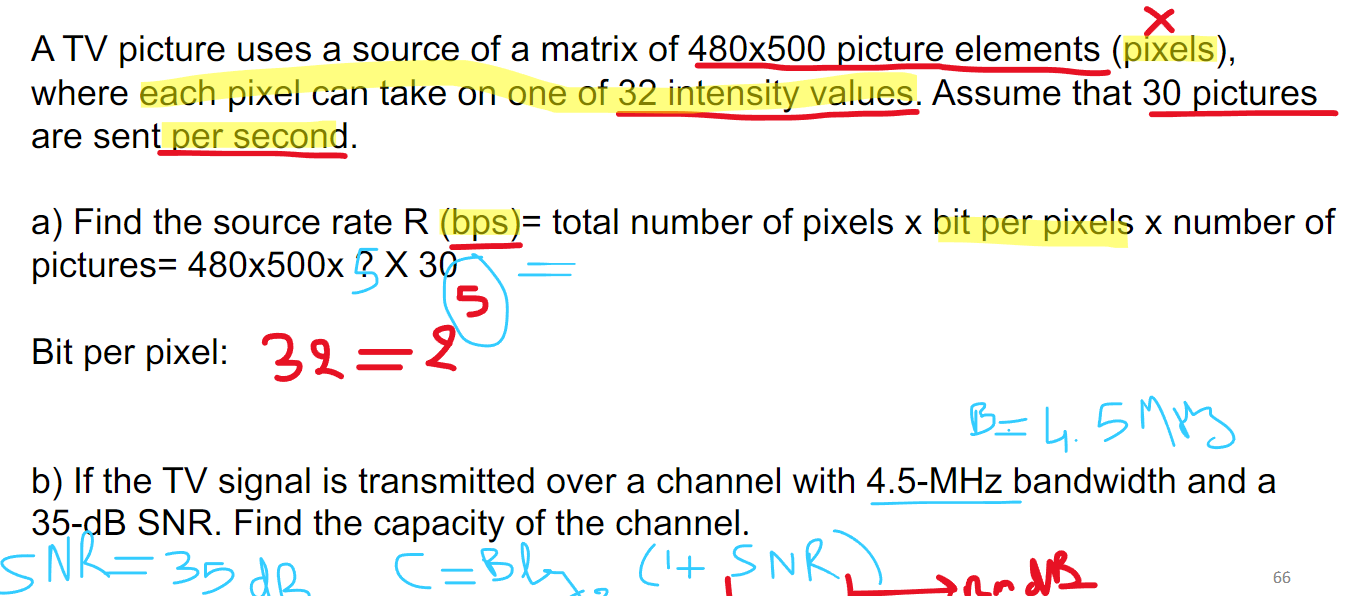 A TV picture uses a source of a matrix of 480x500 picture elements (pixels),
where each pixel can take on one of 32 intensity values. Assume that 30 pictures
are sent per second.
a) Find the source rate R (bps)= total number of pixels x bit per pixels x number of
pictures= 480x500x ? X 30
5 =
5
Bit per pixel: 32 = 2
B= 4.5 MHz
b) If the TV signal is transmitted over a channel with 4.5-MHz bandwidth and a
35-dB SNR. Find the capacity of the channel.
SNR= 35 dB C=Blog2 (1+ SNR) dB
66